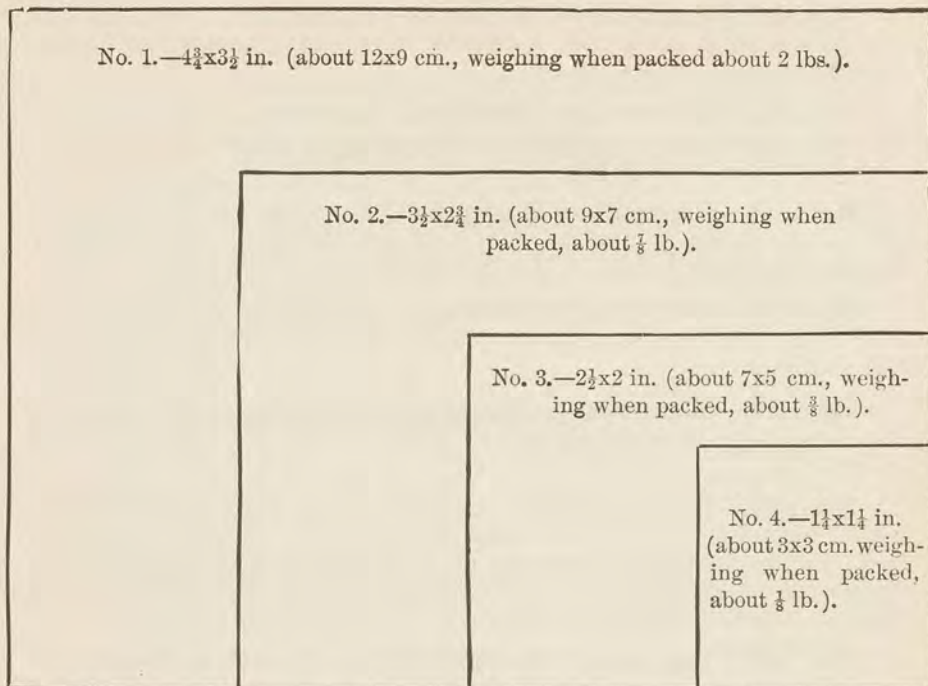 No. 1.—4¾x3½ in. (about 12x9 cm., weighing when packed about 2 lbs.).
No. 2.—3½x2¾ in. (about 9x7 cm., weighing when
packed, about ⅞ lb.).
No. 3.—2½x2 in. (about 7x5 cm., weigh-
ing when packed, about ⅜ lb.).
No. 4.—1¼x1¼ in.
(about 3x3 cm. weigh-
ing when packed,
about ⅛ lb.).